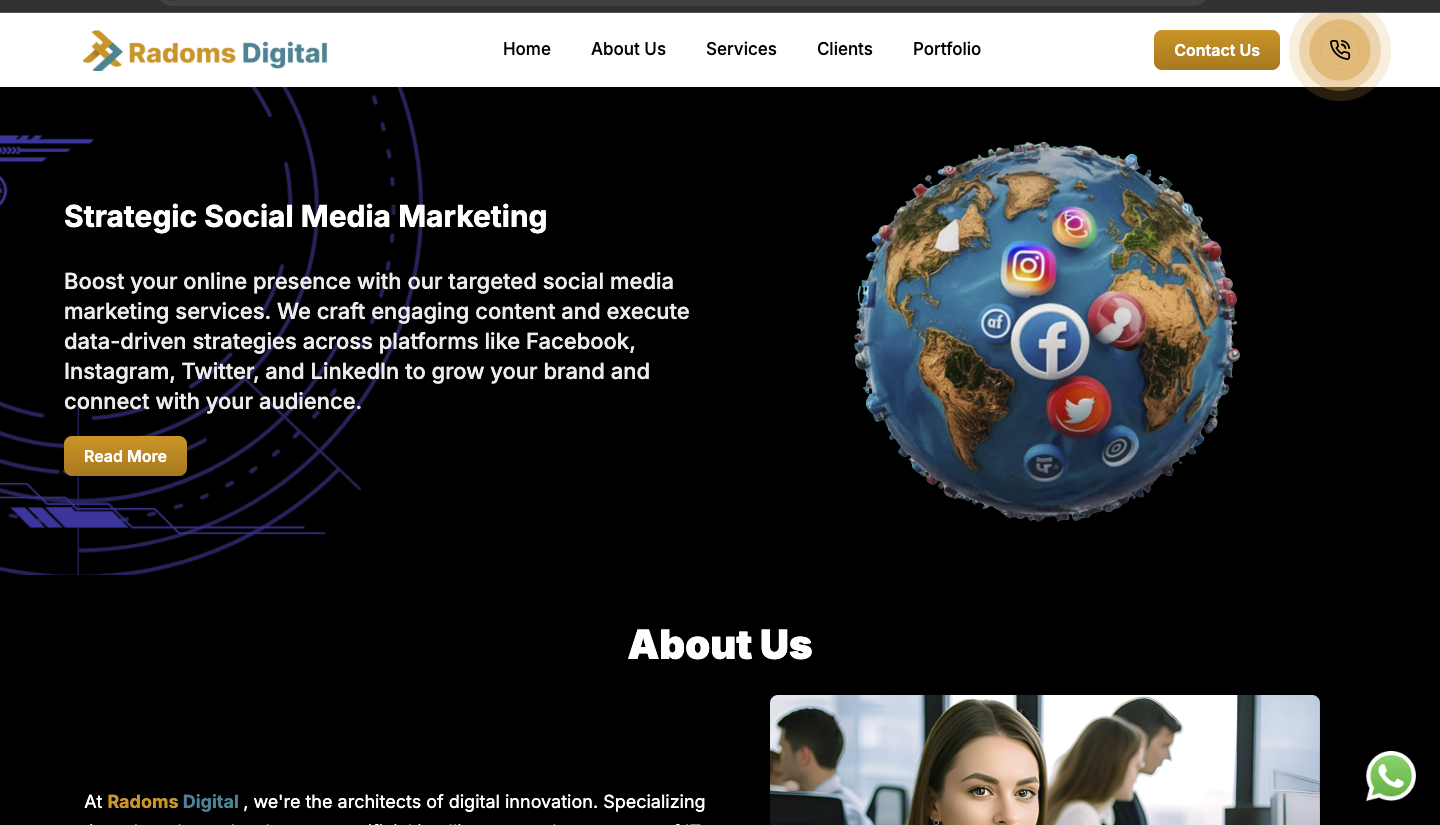 Radoms Digital
Home
About Us
Services
Clients
Portfolio
Contact Us
Strategic Social Media Marketing
Boost your online presence with our targeted social media
marketing services. We craft engaging content and execute
data-driven strategies across platforms like Facebook,
Instagram, Twitter, and LinkedIn to grow your brand and
connect with your audience.
Read More
About Us
At Radoms Digital , we're the architects of digital innovation. Specializing